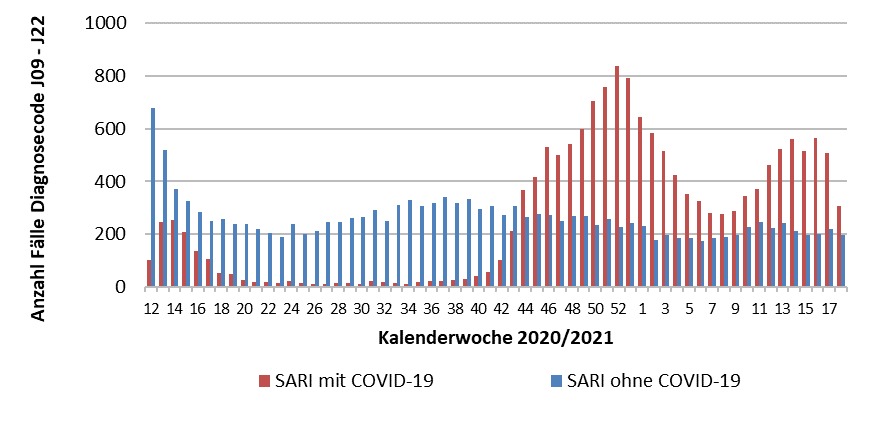 Anzahl Fälle Diagnosecode J09 - J22
1000
800
600
400
200
0
12 14 16 18 20 22 24 26 28 30 32 34 36 38 40 42 44 46 48 50 52 1 3 5 7 9 11 13 15 17
Kalenderwoche 2020/2021
SARI mit COVID-19 SARI ohne COVID-19